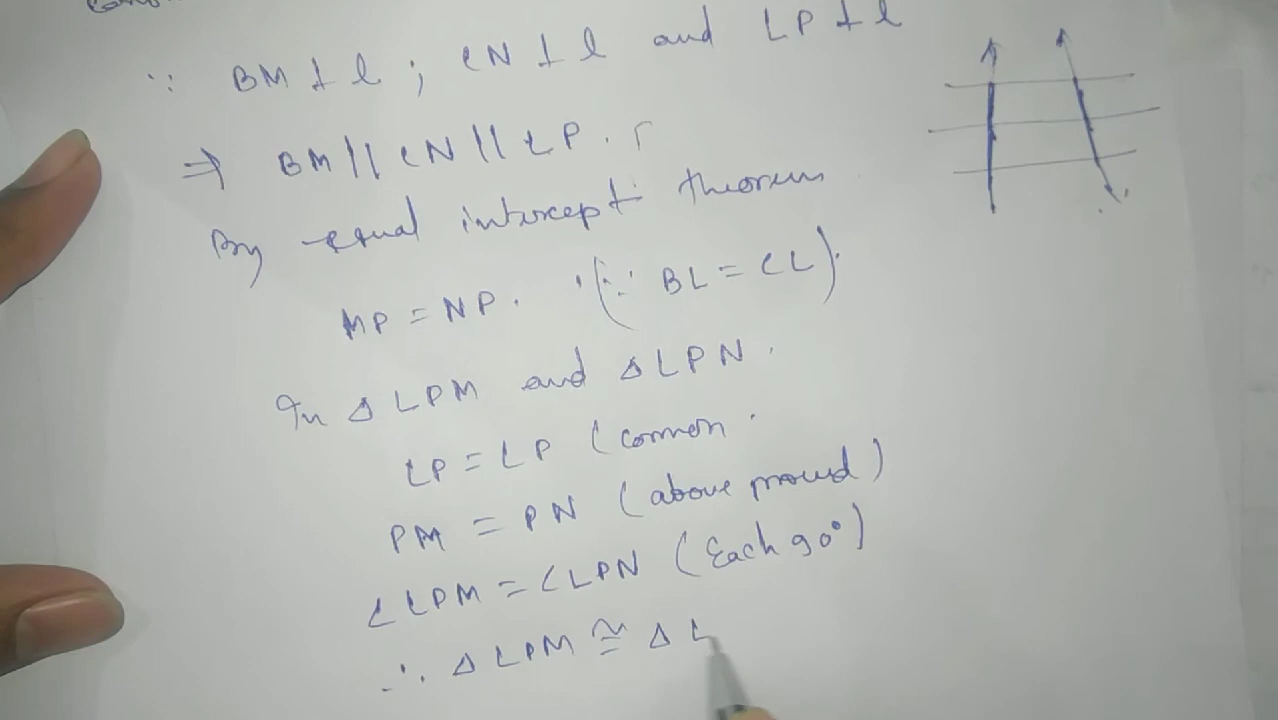 ∵ BM ⊥ l ; CN ⊥ l and LP ⊥ l
⇒ BM || CN || LP .
By equal intercept theorem
MP = NP . (∵ BL = CL) .
In Δ LPM and Δ LPN .
LP = LP (common .
PM = PN (above proved)
∠LPM = ∠LPN (Each 90°)
∴ Δ LPM ≅ Δ L